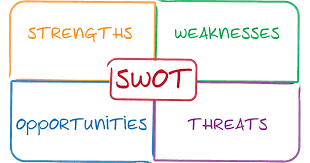 STRENGTHS
WEAKNESSES
SWOT
OPPORTUNITIES
THREATS